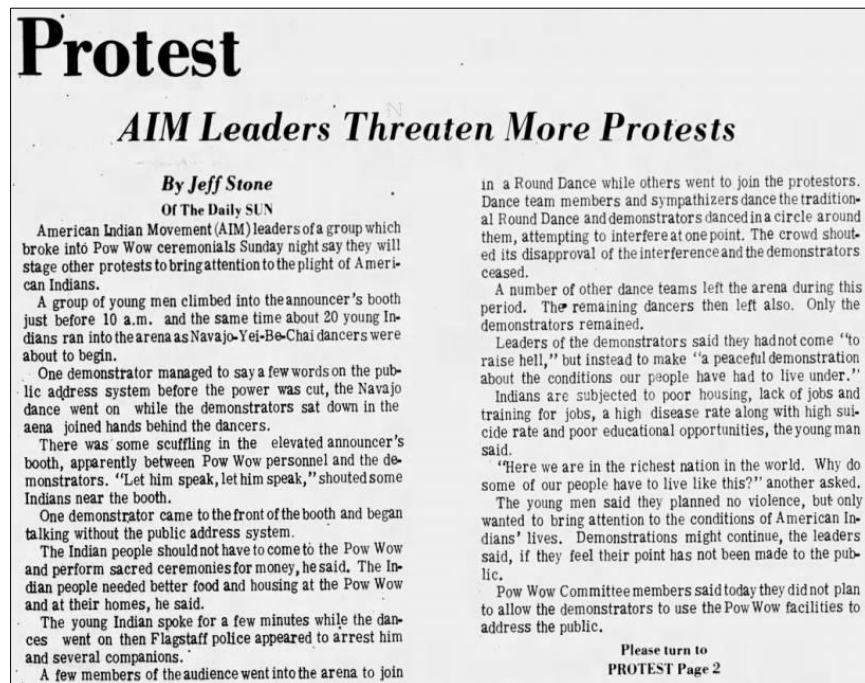 Protest
AIM Leaders Threaten More Protests
By Jeff Stone
Of The Daily SUN
American Indian Movement (AIM) leaders of a group which
broke into Pow Wow ceremonials Sunday night say they will
stage other protests to bring attention to the plight of Ameri-
can Indians.
A group of young men climbed into the announcer's booth
just before 10 a.m. and the same time about 20 young In-
dians ran into the arena as Navajo-Yei-Be-Chai dancers were
about to begin.
One demonstrator managed to say a few words on the pub-
lic address system before the power was cut, the Navajo
dance went on while the demonstrators sat down in the
aena joined hands behind the dancers.
There was some scuffling in the elevated announcer's
booth, apparently between Pow Wow personnel and the de-
monstrators. "Let him speak, let him speak," shouted some
Indians near the booth.
One demonstrator came to the front of the booth and began
talking without the public address system.
The Indian people should not have to come to the Pow Wow
and perform sacred ceremonies for money, he said. The In-
dian people needed better food and housing at the Pow Wow
and at their homes, he said.
The young Indian spoke for a few minutes while the dan-
ces went on then Flagstaff police appeared to arrest him
and several companions.
A few members of the audience went into the arena to join
in a Round Dance while others went to join the protestors.
Dance team members and sympathizers dance the tradition-
al Round Dance and demonstrators danced in a circle around
them, attempting to interfere at one point. The crowd shout-
ed its disapproval of the interference and the demonstrators
ceased.
A number of other dance teams left the arena during this
period. The remaining dancers then left also. Only the
demonstrators remained.
Leaders of the demonstrators said they had not come "to
raise hell," but instead to make "a peaceful demonstration
about the conditions our people have had to live under."
Indians are subjected to poor housing, lack of jobs and
training for jobs, a high disease rate along with high sui-
cide rate and poor educational opportunities, the young man
said.
"Here we are in the richest nation in the world. Why do
some of our people have to live like this?" another asked.
The young men said they planned no violence, but only
wanted to bring attention to the conditions of American In-
dians' lives. Demonstrations might continue, the leaders
said, if they feel their point has not been made to the pub-
lic.
Pow Wow Committee members said today they did not plan
to allow the demonstrators to use the Pow Wow facilities to
address the public.
Please turn to
PROTEST Page 2